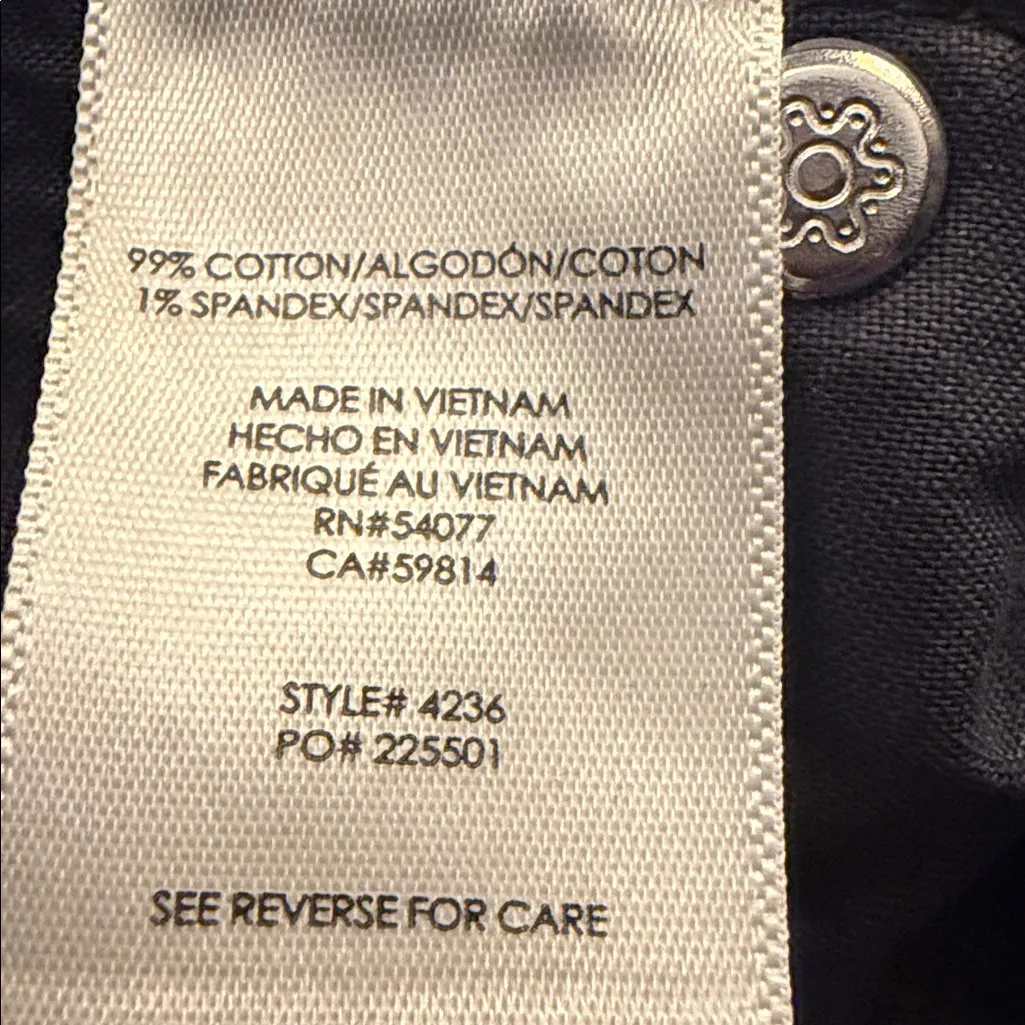 99% COTTON/ALGODÓN/COTON
1% SPANDEX/SPANDEX/SPANDEX
MADE IN VIETNAM
HECHO EN VIETNAM
FABRIQUÉ AU VIETNAM
RN#54077
CA#59814
STYLE# 4236
PO# 225501
SEE REVERSE FOR CARE